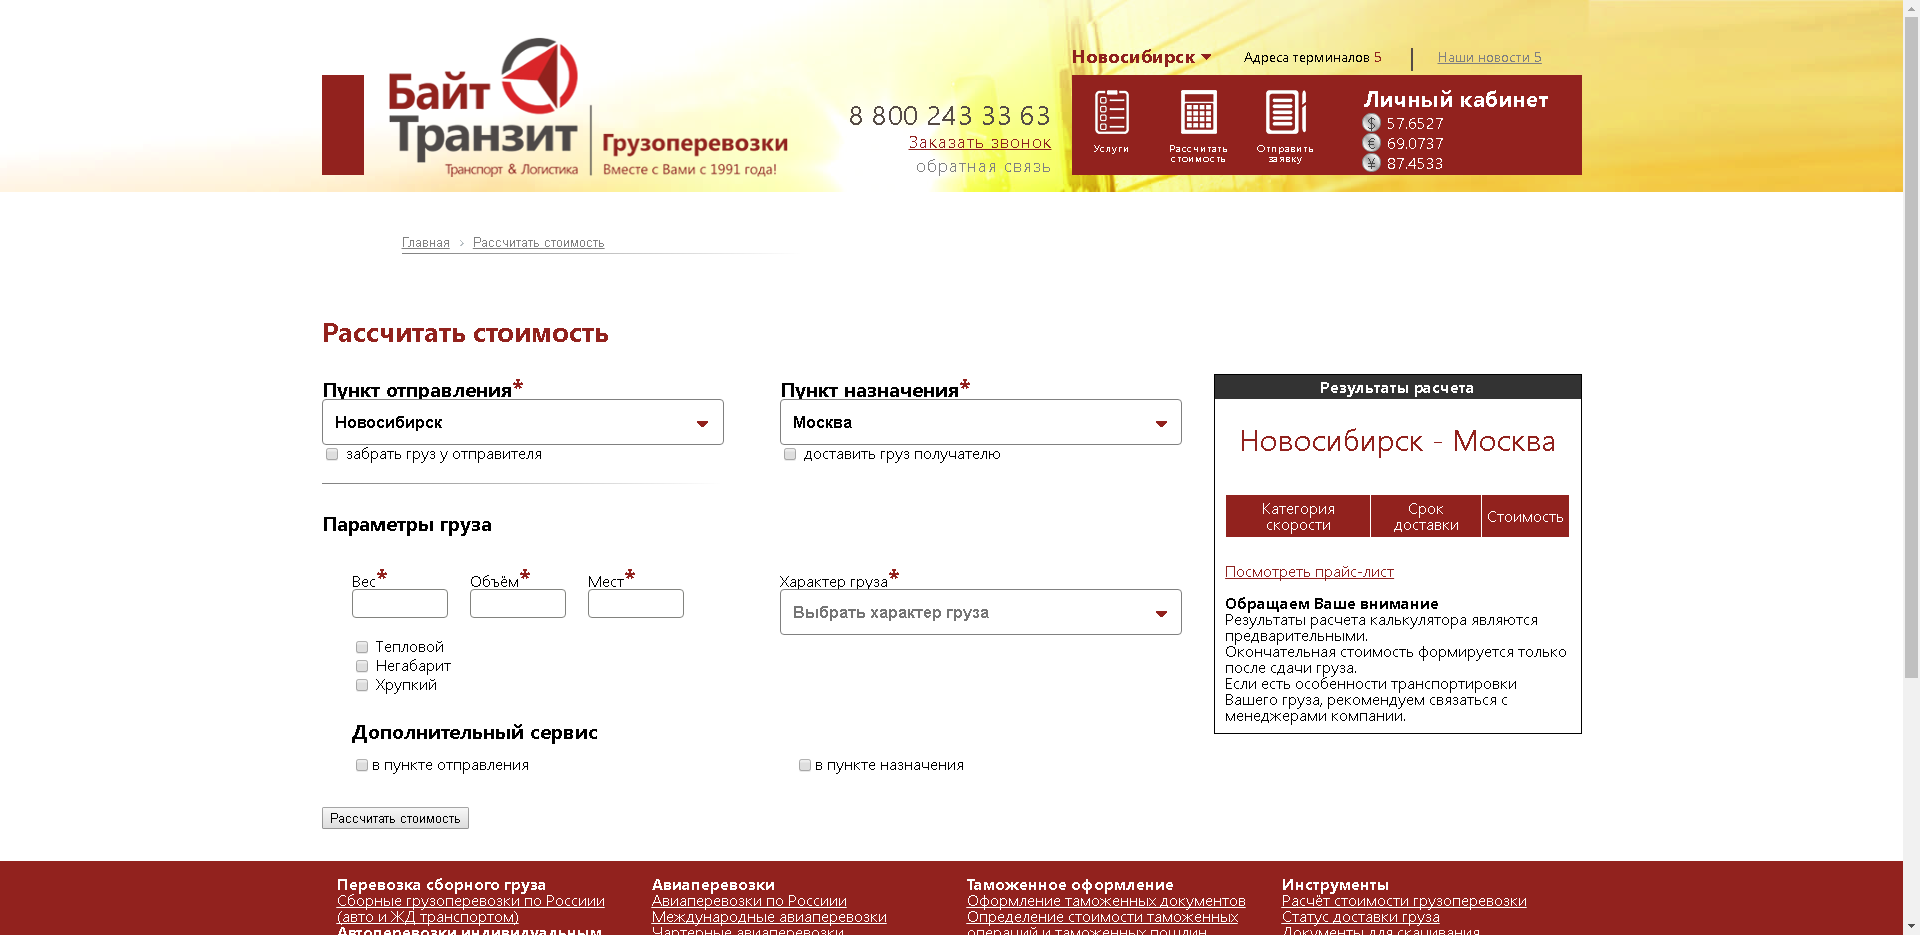 Байт
Транзит
Транспорт & Логистика
Грузоперевозки
Вместе с Вами с 1991 года!
8 800 243 33 63
Заказать звонок
обратная связь
Новосибирск
Адреса терминалов 5
Наши новости 5
Услуги
Рассчитать
стоимость
Отправить
заявку
Личный кабинет
$ 57.6527
€ 69.0737
¥ 87.4533
Главная › Рассчитать стоимость
Рассчитать стоимость
Пункт отправления*
Новосибирск
забрать груз у отправителя
Пункт назначения*
Москва
доставить груз получателю
Параметры груза
Вес*
Объём*
Мест*
Характер груза*
Выбрать характер груза
Тепловой
Негабарит
Хрупкий
Дополнительный сервис
в пункте отправления
в пункте назначения
Рассчитать стоимость
Результаты расчета
Новосибирск - Москва
Категория
скорости
Срок
доставки
Стоимость
Посмотреть прайс-лист
Обращаем Ваше внимание
Результаты расчета калькулятора являются
предварительными.
Окончательная стоимость формируется только
после сдачи груза.
Если есть особенности транспортировки
Вашего груза, рекомендуем связаться с
менеджерами компании.
Перевозка сборного груза
Сборные грузоперевозки по Росcиии
(авто и ЖД транспортом)
Автоперевозки индивидуальным
Авиаперевозки
Авиаперевозки по Росcиии
Международные авиаперевозки
Чартерные авиаперевозки
Таможенное оформление
Оформление таможенных документов
Определение стоимости таможенных
операций и таможенных пошлин
Инструменты
Расчёт стоимости грузоперевозки
Статус доставки груза
Документы для скачивания